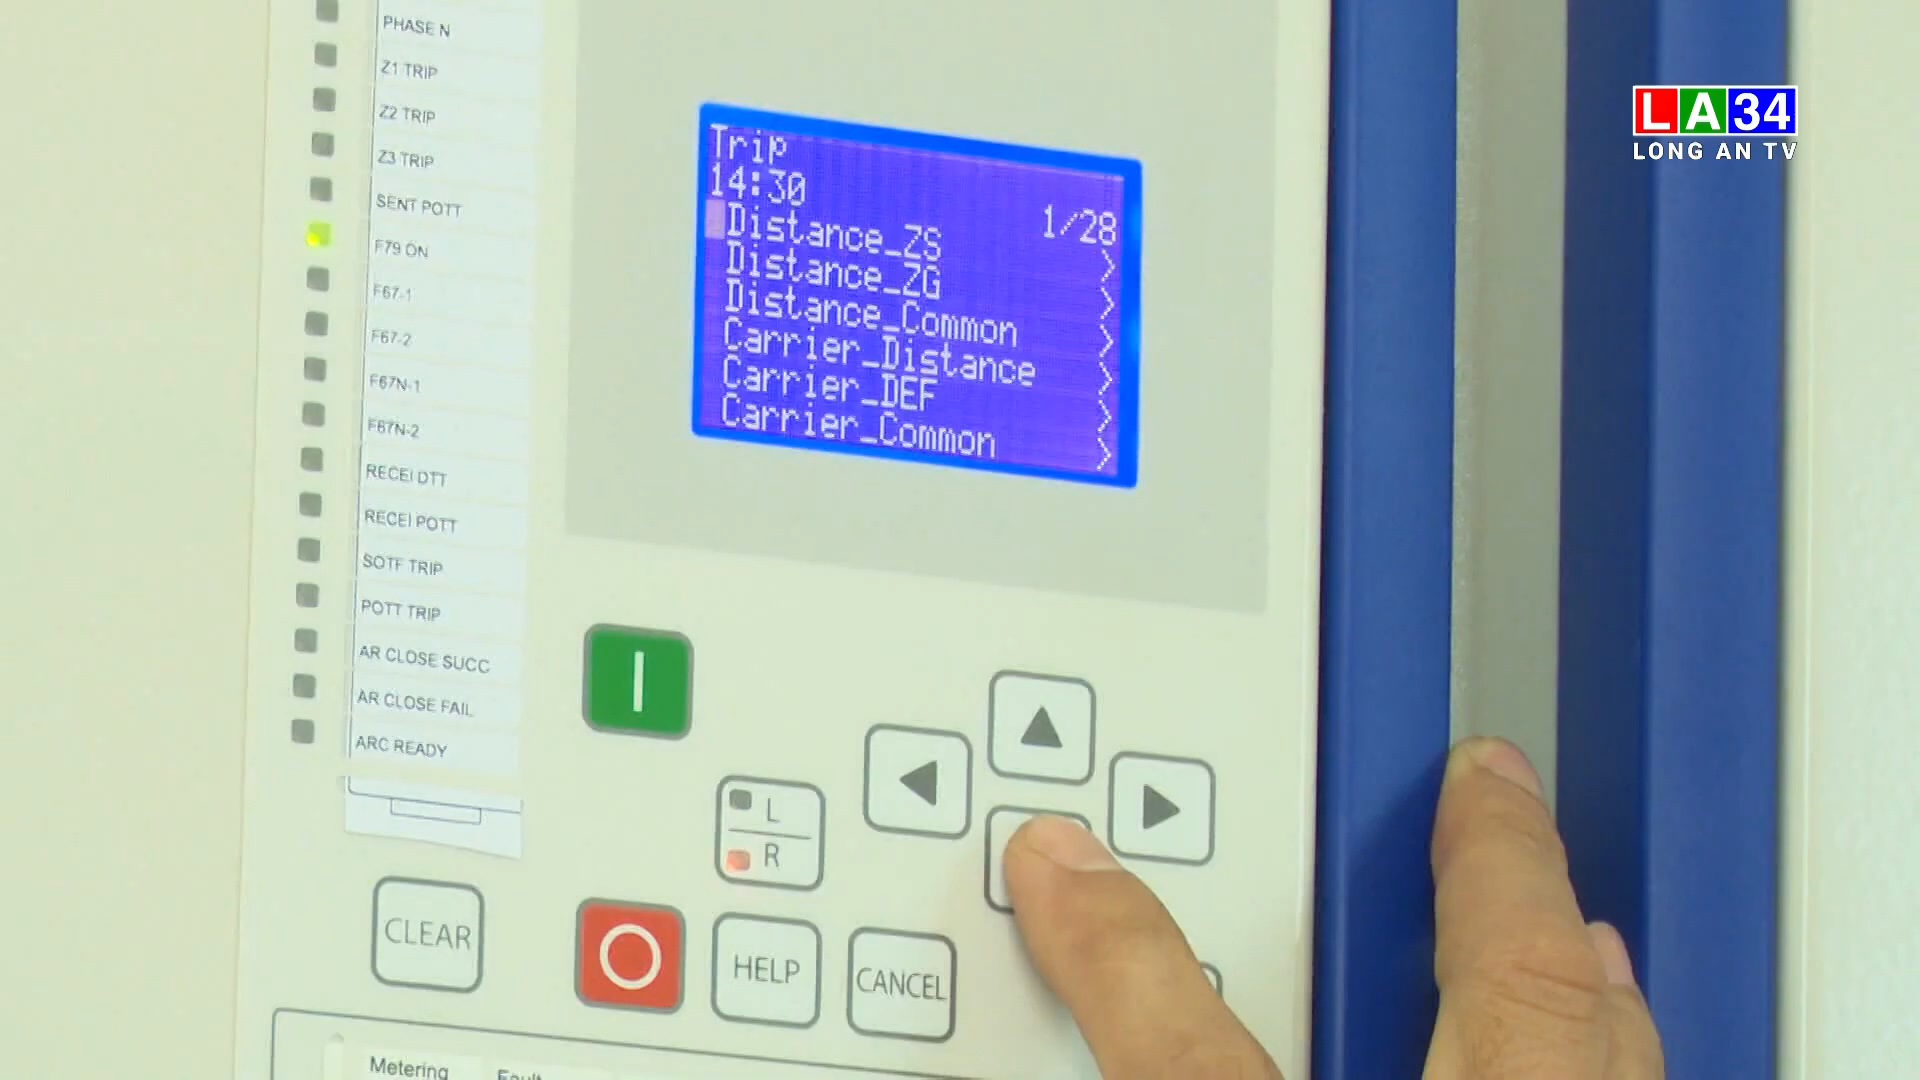 PHASE N
Z1 TRIP
Z2 TRIP
Z3 TRIP
SENT POTT
F79 ON
F67-1
F67-2
F67N-1
F67N-2
RECEI DTT
RECEI POTT
SOTF TRIP
POTT TRIP
AR CLOSE SUCC
AR CLOSE FAIL
ARC READY
Trip
14:30
1/28
Distance_ZS
Distance_ZG
Distance_Common
Carrier_Distance
Carrier_DEF
Carrier_Common
LA34
LONG AN TV
L
R
CLEAR
HELP
CANCEL
Metering